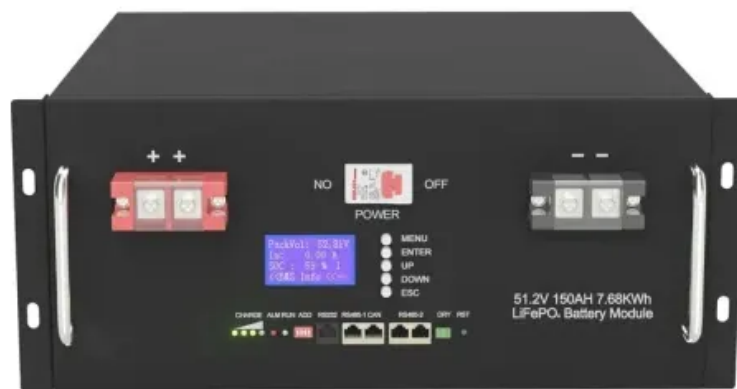 + +
− −
NO
OFF
POWER
PackVol: 52.81V
0.00 A
SOC : 53 %
MENU
ENTER
UP
DOWN
ESC
51.2V 150AH 7.68KWh
LiFePO₄ Battery Module
CHARGE ALM RUN ADD RS232 RS485-1 CAN RS485-2 DRY RST